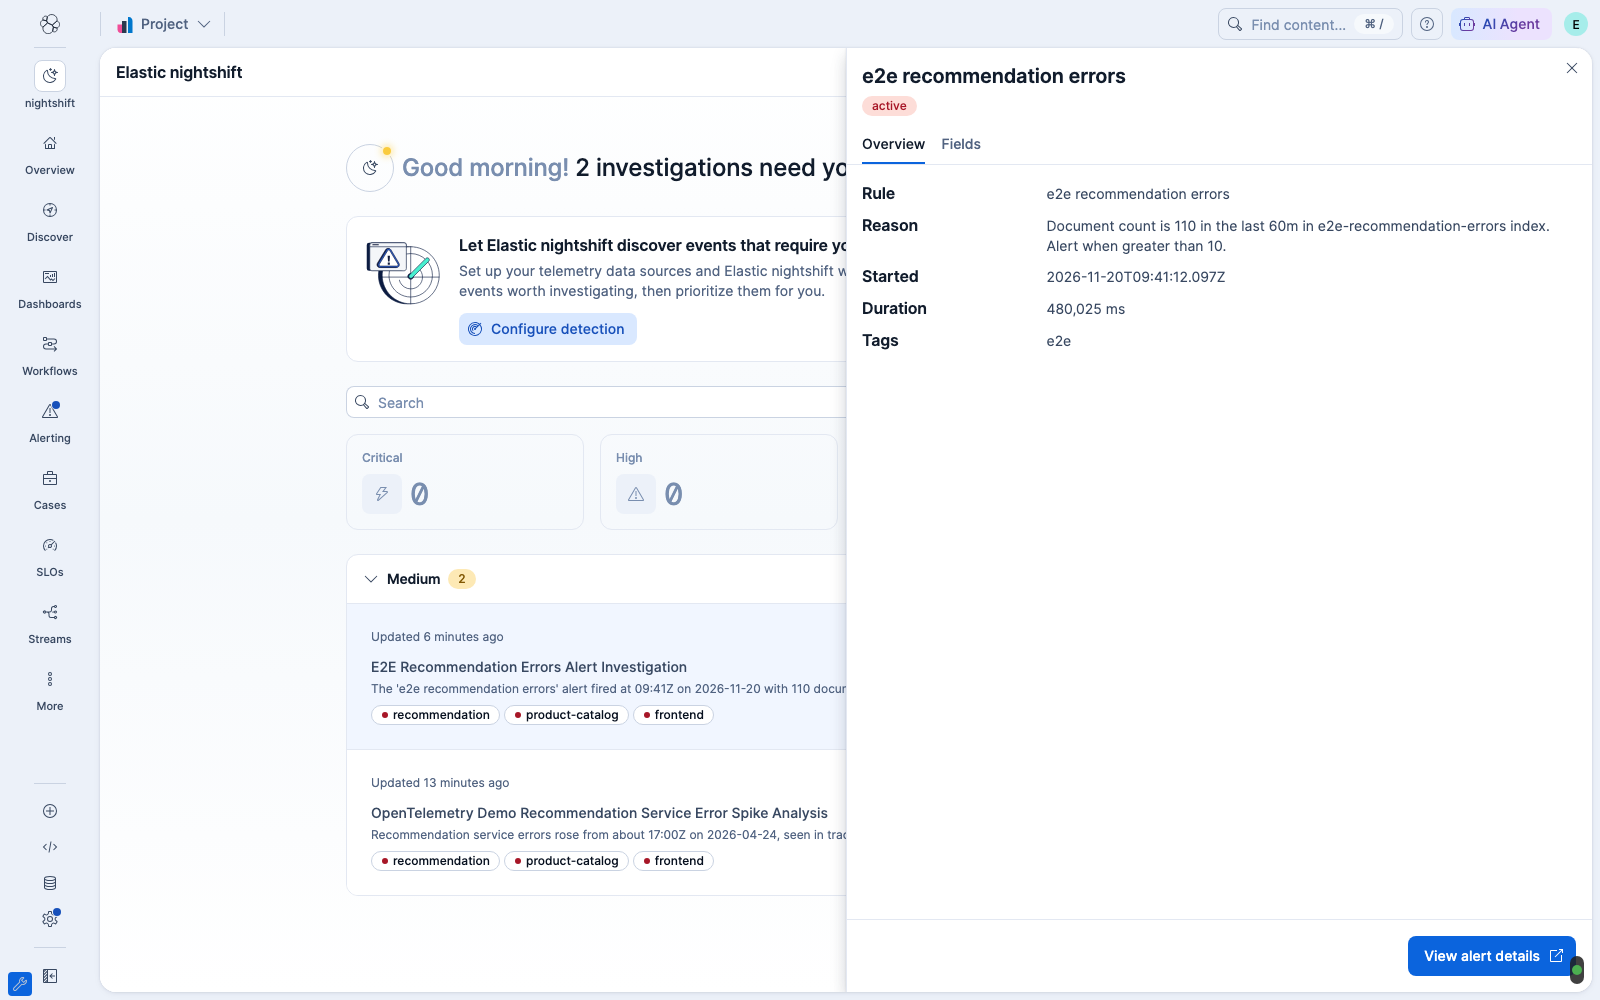 Project
Find content...
⌘ /
AI Agent
E
nightshift
Overview
Discover
Dashboards
Workflows
Alerting
Cases
SLOs
Streams
More
Elastic nightshift
Good morning! 2 investigations need yo
Let Elastic nightshift discover events that require yo
Set up your telemetry data sources and Elastic nightshift w
events worth investigating, then prioritize them for you.
Configure detection
Search
Critical
0
High
0
Medium 2
Updated 6 minutes ago
E2E Recommendation Errors Alert Investigation
The 'e2e recommendation errors' alert fired at 09:41Z on 2026-11-20 with 110 docur
recommendation
product-catalog
frontend
Updated 13 minutes ago
OpenTelemetry Demo Recommendation Service Error Spike Analysis
Recommendation service errors rose from about 17:00Z on 2026-04-24, seen in trac
recommendation
product-catalog
frontend
e2e recommendation errors
active
Overview
Fields
Rule
e2e recommendation errors
Reason
Document count is 110 in the last 60m in e2e-recommendation-errors index.
Alert when greater than 10.
Started
2026-11-20T09:41:12.097Z
Duration
480,025 ms
Tags
e2e
View alert details